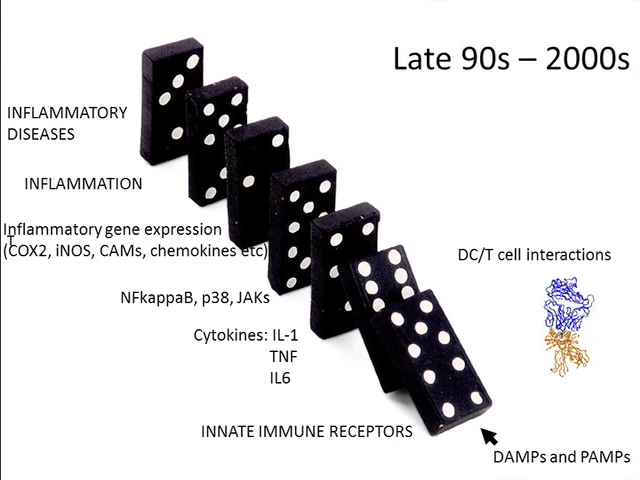 Late 90s – 2000s
INFLAMMATORY
DISEASES
INFLAMMATION
Inflammatory gene expression
T
(COX2, iNOS, CAMs, chemokines etc)
DC/T cell interactions
NFkappaB, p38, JAKs
Cytokines: IL-1
TNF
IL6
INNATE IMMUNE RECEPTORS
DAMPs and PAMPs